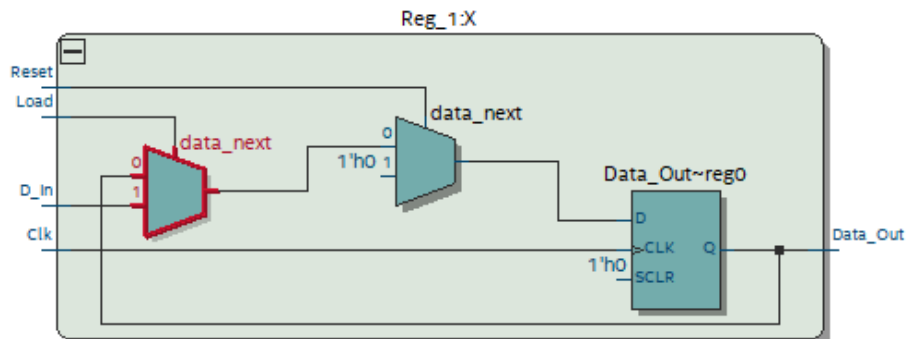 Reg_1:X
Reset
Load
data_next
data_next
0
1
0
1'h0 1
D_In
Clk
Data_Out~reg0
D
CLK Q
1'h0
SCLR
Data_Out